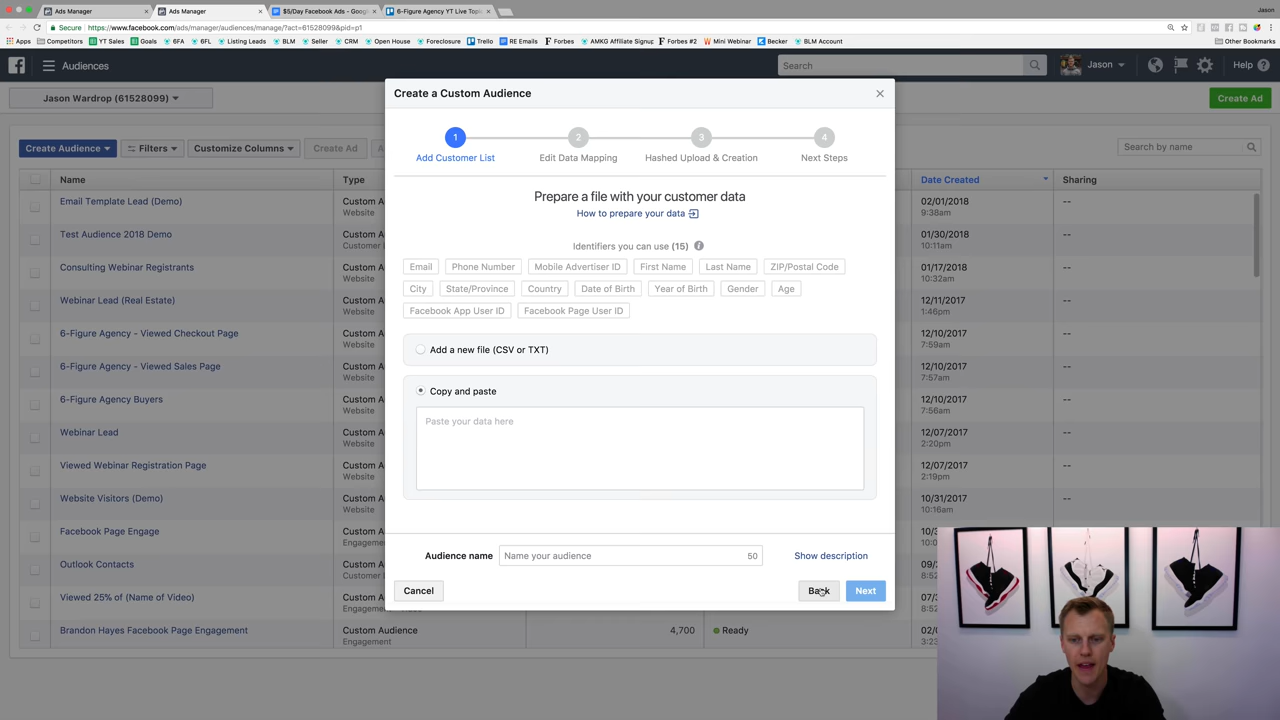 Jason
Ads Manager
Ads Manager
$5/Day Facebook Ads - Goog
6-Figure Agency YT Live Topi
Secure https://www.facebook.com/ads/manager/audiences/manage/?act=61528099&pid=p1
Apps Competitors YT Sales Goals 6FA 6FL Listing Leads BLM Seller CRM Open House Foreclosure Trello RE Emails Forbes AMKG Affiliate Signup Forbes #2 Mini Webinar Becker BLM Account Other Bookmarks
Audiences Search Jason Help
Jason Wardrop (61528099) Create Ad
Create Audience Filters Customize Columns Create Ad A Search by name
Name Type Date Created Sharing
Email Template Lead (Demo) Custom A 02/01/2018 --
Website 9:38am
Test Audience 2018 Demo Custom A 01/30/2018 --
Customer L 10:11am
Consulting Webinar Registrants Custom A 01/17/2018 --
Website 10:32am
Webinar Lead (Real Estate) Custom A 12/11/2017 --
Website 1:46pm
6-Figure Agency - Viewed Checkout Page Custom A 12/10/2017 --
Website 7:59am
6-Figure Agency - Viewed Sales Page Custom A 12/10/2017 --
Website 7:57am
6-Figure Agency Buyers Custom A 12/10/2017 --
Website 7:56am
Webinar Lead Custom A 12/07/2017 --
Website 2:20pm
Viewed Webinar Registration Page Custom A 12/07/2017 --
Website 2:19pm
Website Visitors (Demo) Custom A 10/31/2017 --
Website 10:16am
Facebook Page Engage Custom A 10/3
Engagement 10:0
Outlook Contacts Custom A 09/2
Customer L 8:52
Viewed 25% of (Name of Video) Custom A 07/3
Engagement 8:52
Brandon Hayes Facebook Page Engagement Custom Audience 4,700 Ready 02/0
Engagement 3:23
Create a Custom Audience
1 2 3 4
Add Customer List Edit Data Mapping Hashed Upload & Creation Next Steps
Prepare a file with your customer data
How to prepare your data
Identifiers you can use (15)
Email Phone Number Mobile Advertiser ID First Name Last Name ZIP/Postal Code
City State/Province Country Date of Birth Year of Birth Gender Age
Facebook App User ID Facebook Page User ID
Add a new file (CSV or TXT)
Copy and paste
Paste your data here
Audience name Name your audience 50 Show description
Cancel Back Next